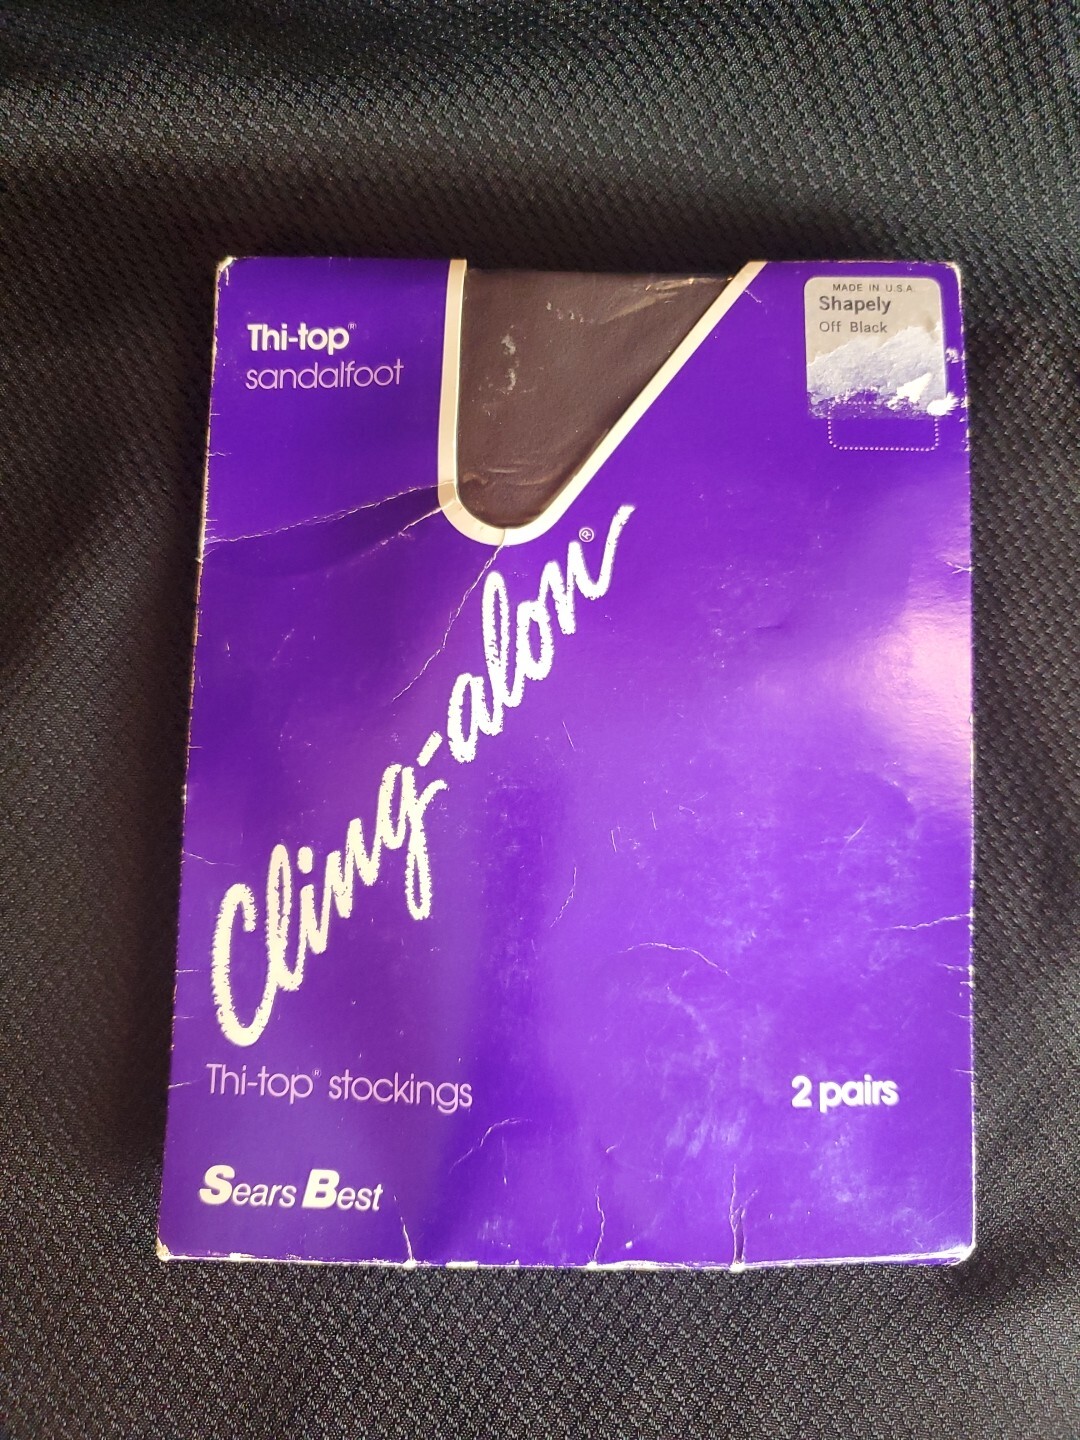 Thi-top®
sandalfoot
MADE IN U.S.A.
Shapely
Off Black
Cling-alon®
Thi-top® stockings
2 pairs
Sears Best